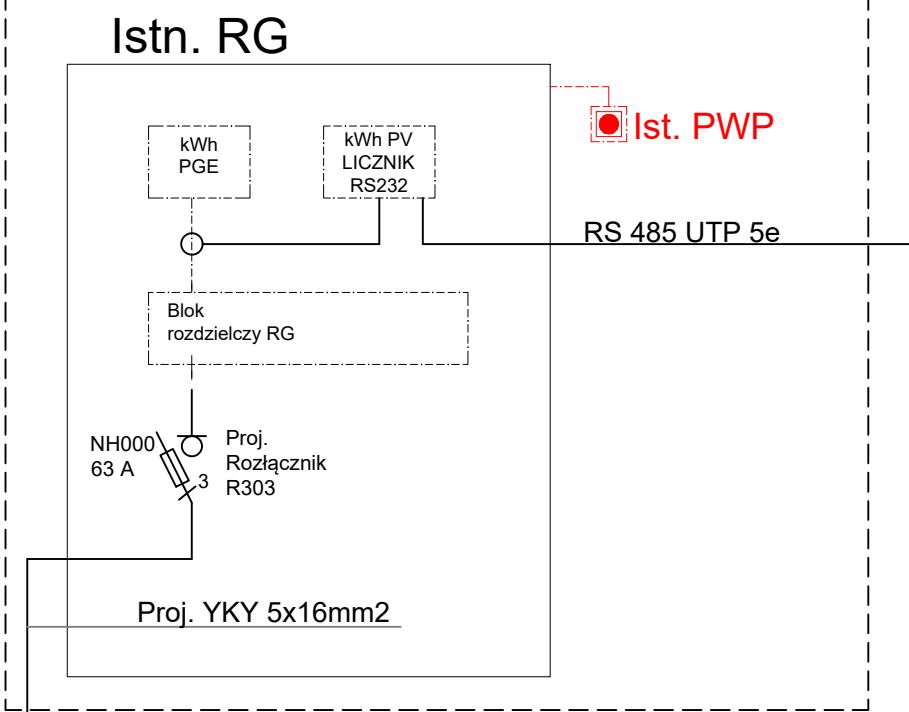 Istn. RG
Ist. PWP
kWh
PGE
kWh PV
LICZNIK
RS232
RS 485 UTP 5e
Blok
rozdzielczy RG
NH000
63 A
3
Proj.
Rozłącznik
R303
Proj. YKY 5x16mm2